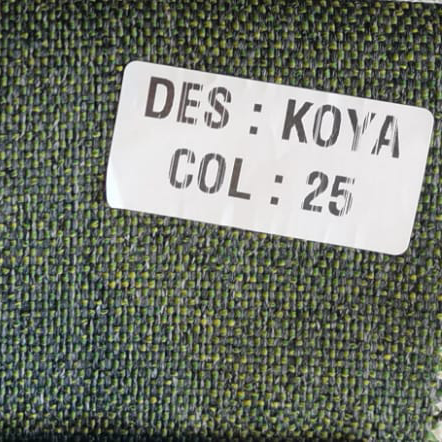 DES : KOYA
COL : 25